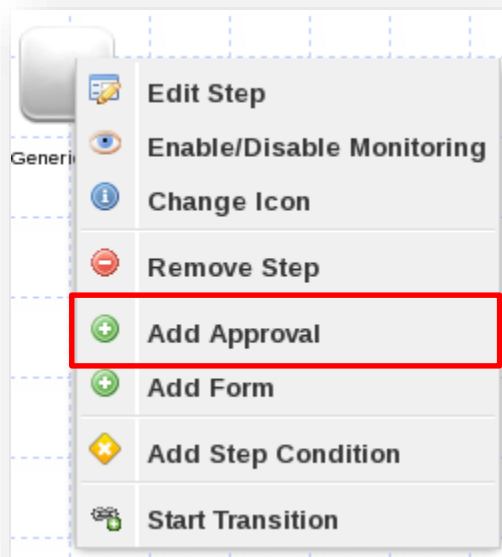 Edit Step
Enable/Disable Monitoring
Generi
Change Icon
Remove Step
Add Approval
Add Form
Add Step Condition
Start Transition